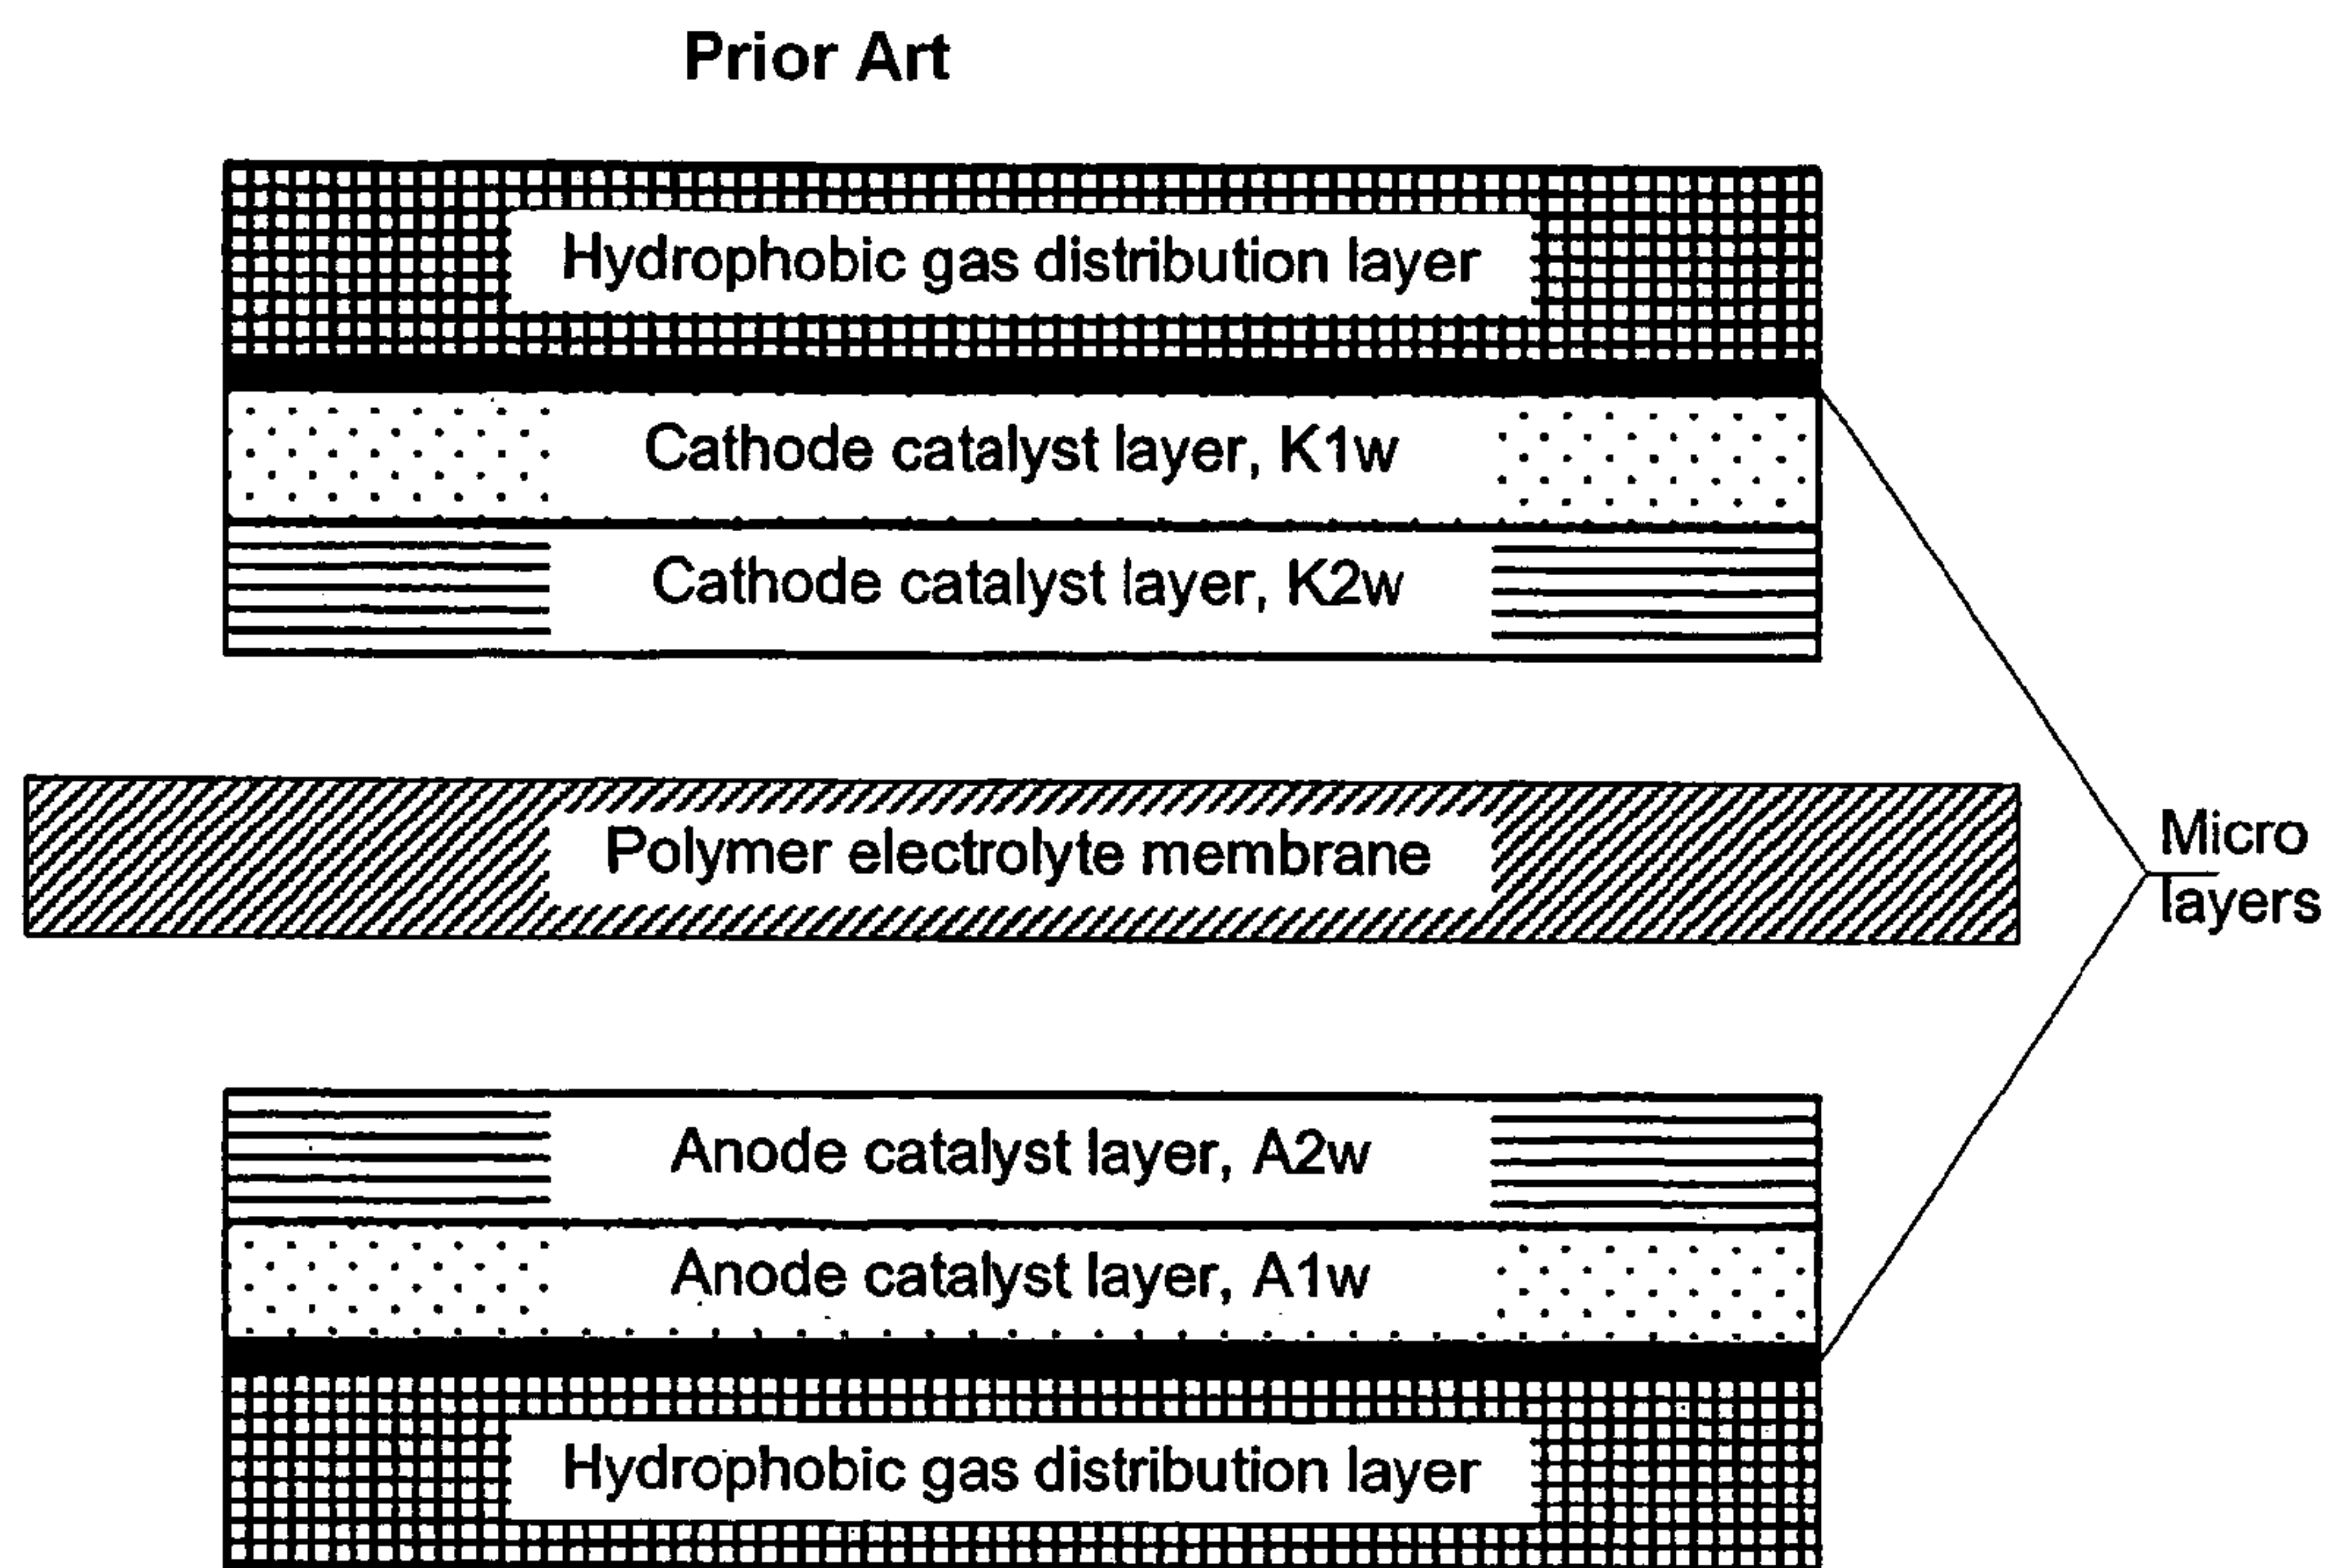 Prior Art
Hydrophobic gas distribution layer
Cathode catalyst layer, K1w
Cathode catalyst layer, K2w
Polymer electrolyte membrane
Micro
layers
Anode catalyst layer, A2w
Anode catalyst layer, A1w
Hydrophobic gas distribution layer